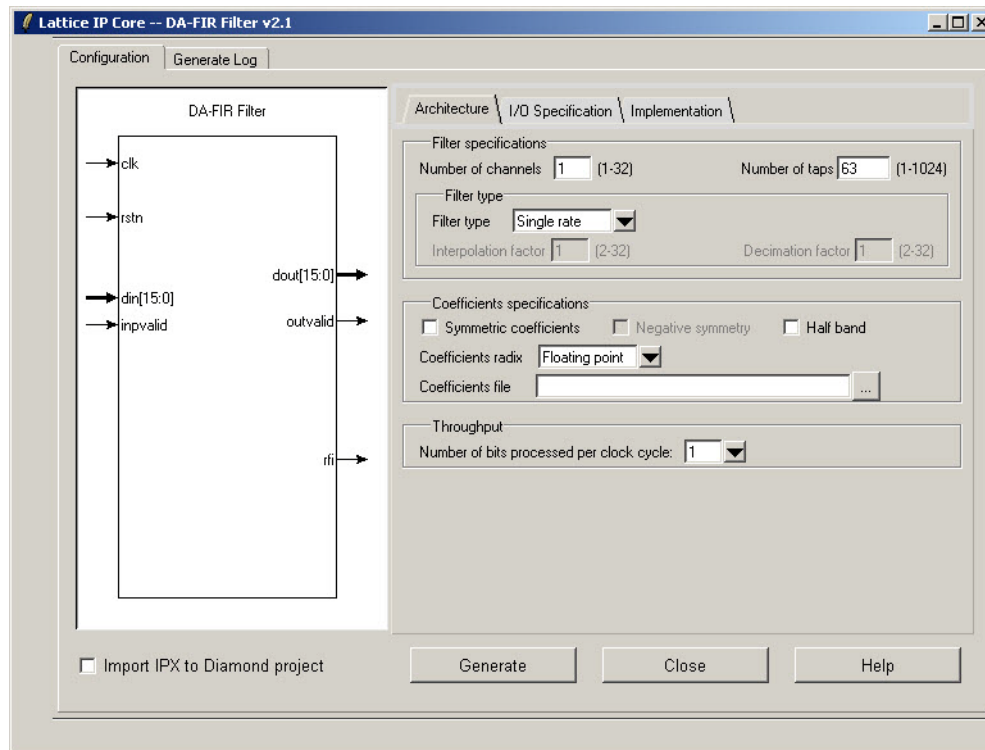 Lattice IP Core -- DA-FIR Filter v2.1
Configuration
Generate Log
DA-FIR Filter
clk
rstn
dout[15:0]
din[15:0]
inpvalid
outvalid
rfi
Architecture
I/O Specification
Implementation
Filter specifications
Number of channels 1 (1-32) Number of taps 63 (1-1024)
Filter type
Filter type Single rate
Interpolation factor 1 (2-32) Decimation factor 1 (2-32)
Coefficients specifications
Symmetric coefficients Negative symmetry Half band
Coefficients radix Floating point
Coefficients file ...
Throughput
Number of bits processed per clock cycle: 1
Import IPX to Diamond project
Generate
Close
Help